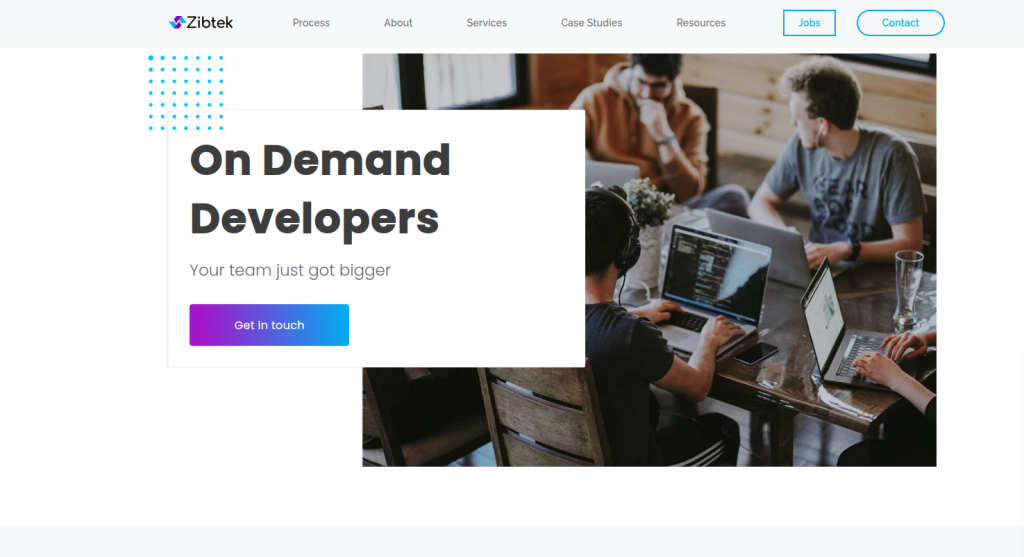 Zibtek
Process
About
Services
Case Studies
Resources
Jobs
Contact
On Demand
Developers
Your team just got bigger
Get in touch